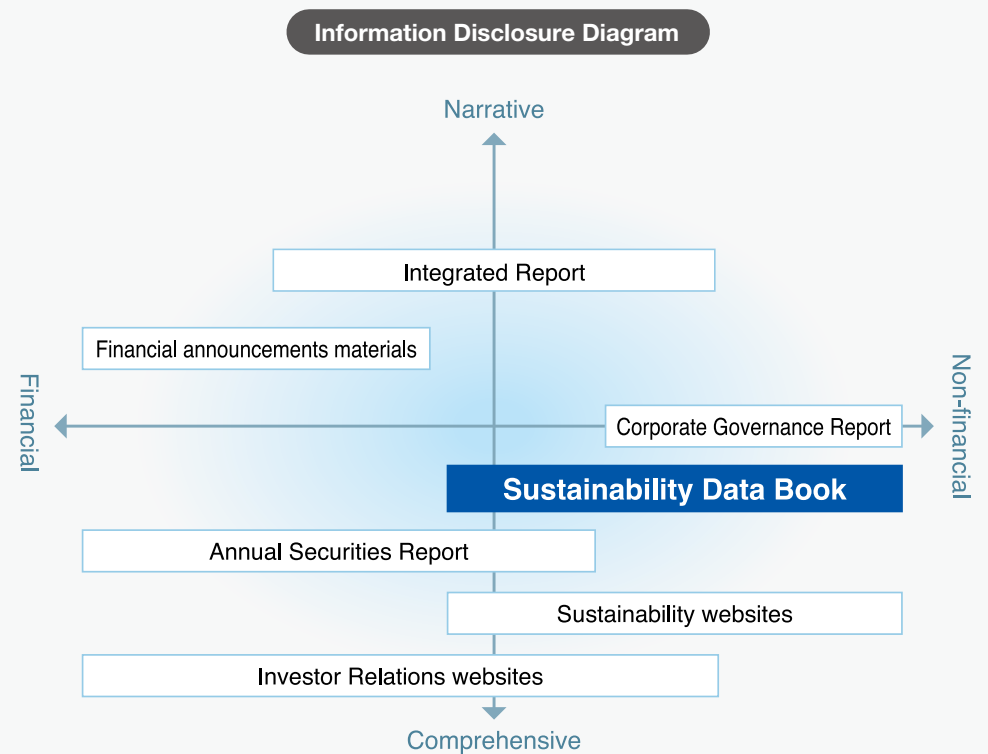 Information Disclosure Diagram
Narrative
Integrated Report
Financial announcements materials
Financial
Non-financial
Corporate Governance Report
Sustainability Data Book
Annual Securities Report
Sustainability websites
Investor Relations websites
Comprehensive